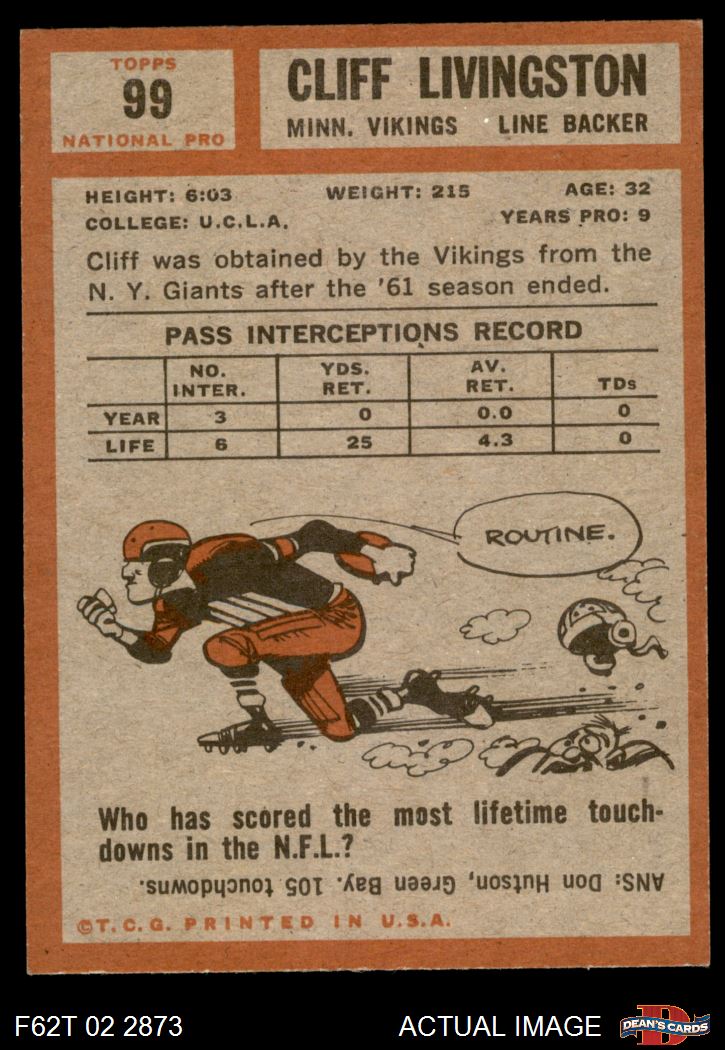 TOPPS
99
NATIONAL PRO
CLIFF LIVINGSTON
MINN. VIKINGS LINE BACKER
HEIGHT: 6:03 WEIGHT: 215 AGE: 32
COLLEGE: U.C.L.A. YEARS PRO: 9
Cliff was obtained by the Vikings from the
N. Y. Giants after the '61 season ended.
PASS INTERCEPTIONS RECORD
NO. INTER. YDS. RET. AV. RET. TDs
YEAR 3 0 0.0 0
LIFE 6 25 4.3 0
ROUTINE.
Who has scored the most lifetime touch-
downs in the N.F.L.?
ANS: Don Hutson, Green Bay. 105 touchdowns.
©T.C.G. PRINTED IN U.S.A.
F62T 02 2873 ACTUAL IMAGE D DEAN'S CARDS